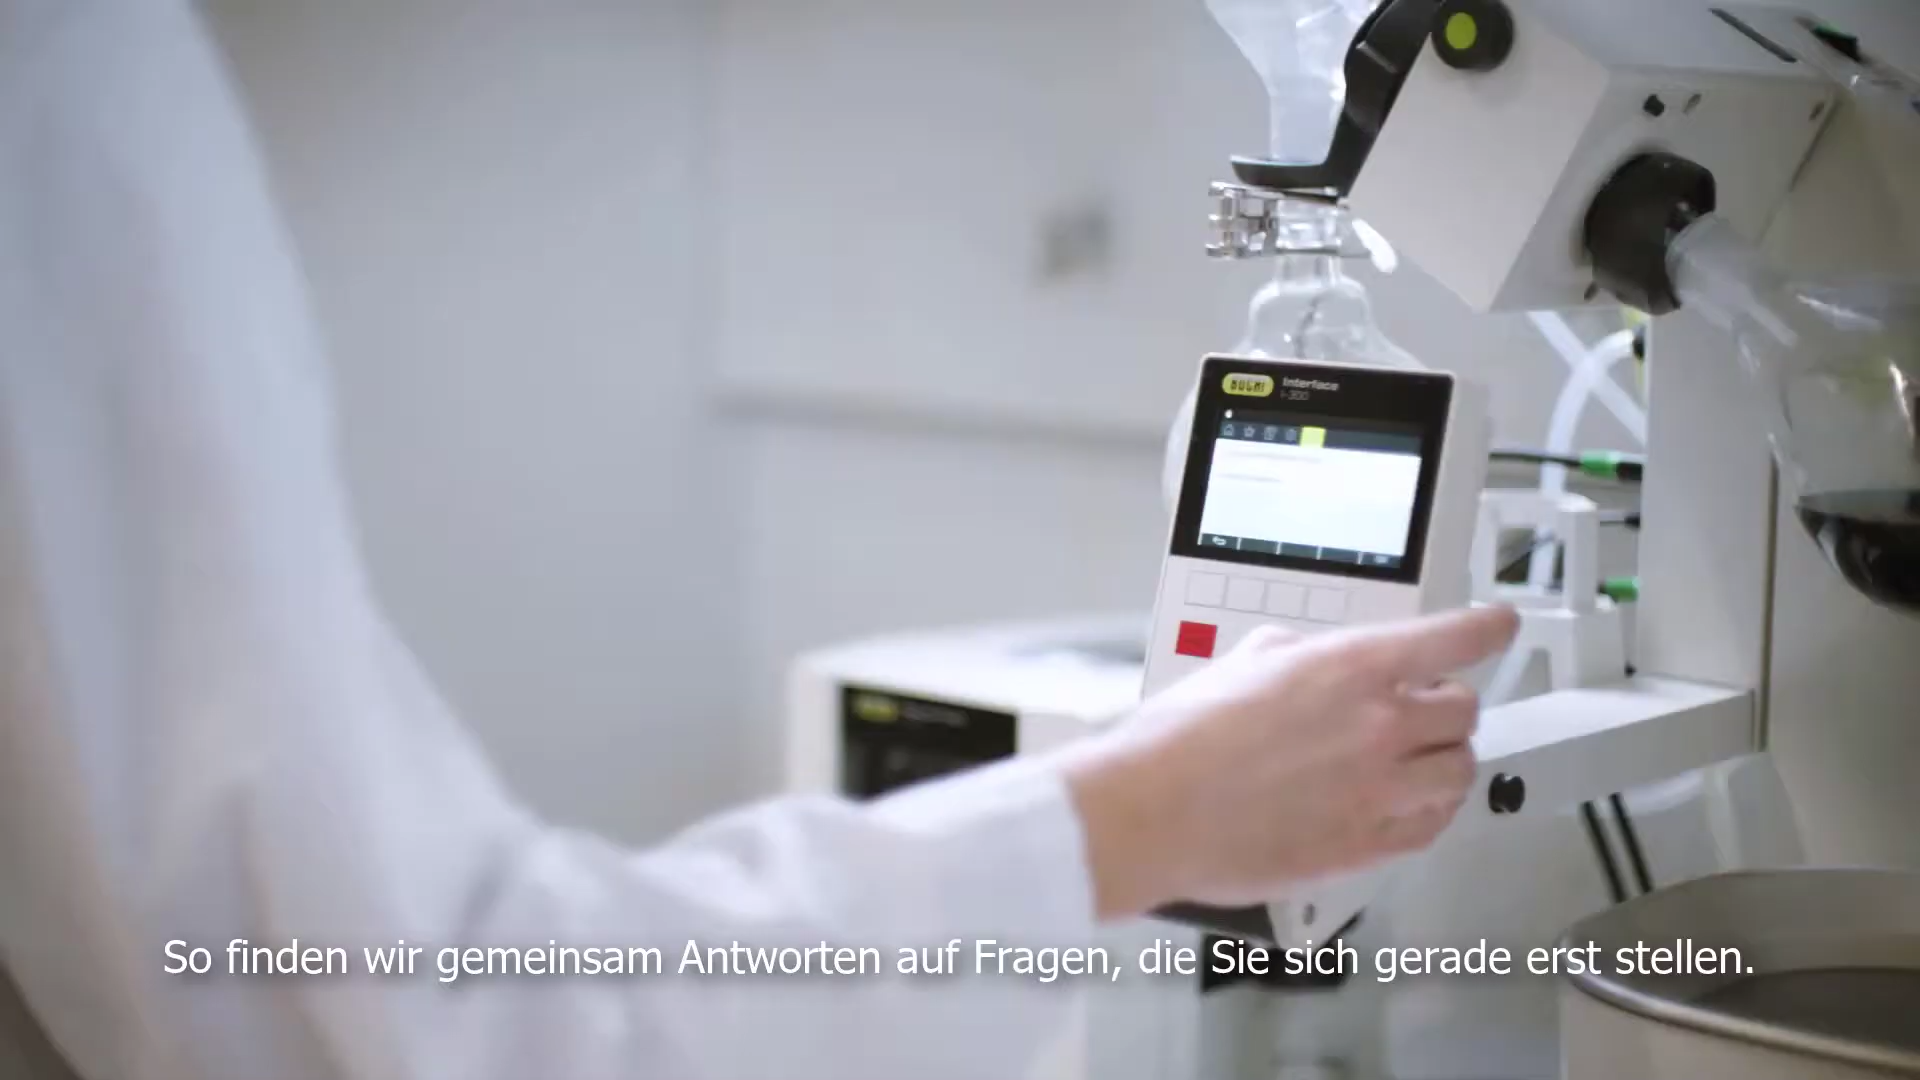 BUCHI
Interface
I-300
So finden wir gemeinsam Antworten auf Fragen, die Sie sich gerade erst stellen.